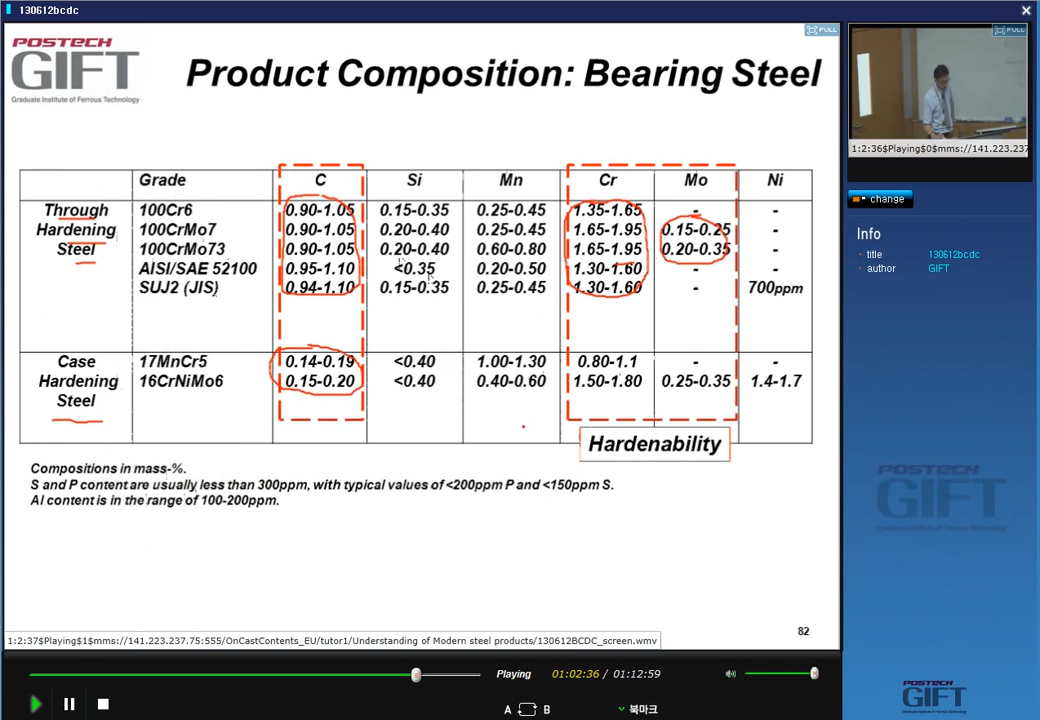 130612bcdc
FULL
FULL
POSTECH
GIFT
Graduate Institute of Ferrous Technology
Product Composition: Bearing Steel
Grade C Si Mn Cr Mo Ni
Through 100Cr6 0.90-1.05 0.15-0.35 0.25-0.45 1.35-1.65 - -
Hardening 100CrMo7 0.90-1.05 0.20-0.40 0.25-0.45 1.65-1.95 0.15-0.25 -
Steel 100CrMo73 0.90-1.05 0.20-0.40 0.60-0.80 1.65-1.95 0.20-0.35 -
AISI/SAE 52100 0.95-1.10 <0.35 0.20-0.50 1.30-1.60 - -
SUJ2 (JIS) 0.94-1.10 0.15-0.35 0.25-0.45 1.30-1.60 - 700ppm
Case 17MnCr5 0.14-0.19 <0.40 1.00-1.30 0.80-1.1 - -
Hardening 16CrNiMo6 0.15-0.20 <0.40 0.40-0.60 1.50-1.80 0.25-0.35 1.4-1.7
Steel
Hardenability
Compositions in mass-%.
S and P content are usually less than 300ppm, with typical values of <200ppm P and <150ppm S.
Al content is in the range of 100-200ppm.
82
1:2:37$Playing$1$mms://141.223.237.75:555/OnCastContents_EU/tutor1/Understanding of Modern steel products/130612BCDC_screen.wmv
1:2:36$Playing$0$mms://141.223.237
change
Info
title 130612bcdc
author GIFT
POSTECH
GIFT
Graduate Institute of Ferrous Technology
Playing 01:02:36 / 01:12:59
A B 북마크
POSTECH
GIFT
Graduate Institute of Ferrous Technology